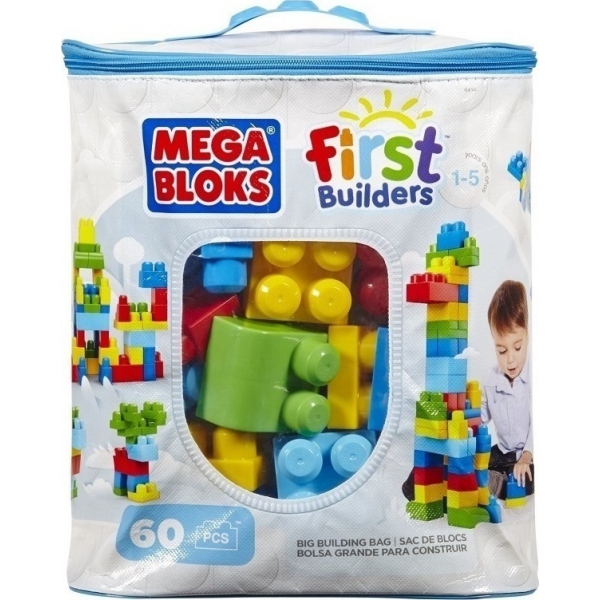 MEGA
BLOKS
first
Builders
1-5
60 PCS
BIG BUILDING BAG | SAC DE BLOCS
BOLSA GRANDE PARA CONSTRUIR